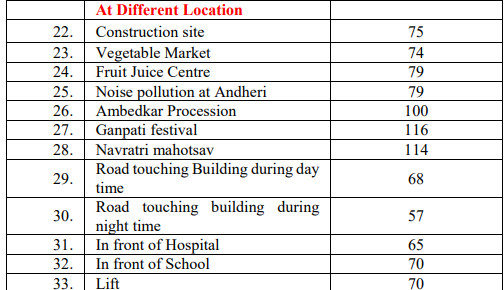 At Different Location
22. Construction site 75
23. Vegetable Market 74
24. Fruit Juice Centre 79
25. Noise pollution at Andheri 79
26. Ambedkar Procession 100
27. Ganpati festival 116
28. Navratri mahotsav 114
29. Road touching Building during day
time 68
30. Road touching building during
night time 57
31. In front of Hospital 65
32. In front of School 70
33. Lift 70